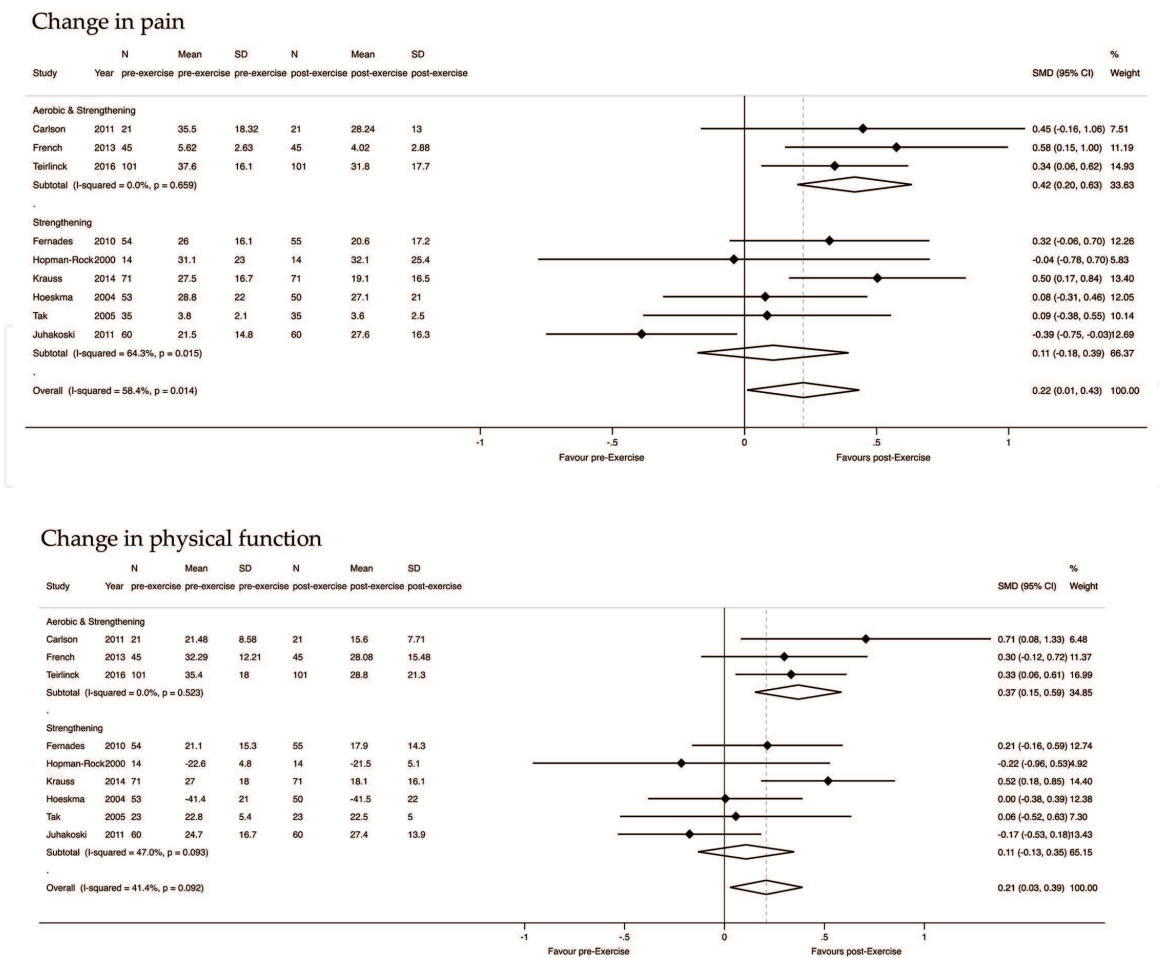 Change in pain
N Mean SD N Mean SD %
Study Year pre-exercise pre-exercise pre-exercise post-exercise post-exercise post-exercise SMD (95% CI) Weight
Aerobic & Strengthening
Carlson 2011 21 35.5 18.32 21 28.24 13 0.45 (-0.16, 1.06) 7.51
French 2013 45 5.62 2.63 45 4.02 2.88 0.58 (0.15, 1.00) 11.19
Teirlinck 2016 101 37.6 16.1 101 31.8 17.7 0.34 (0.06, 0.62) 14.93
Subtotal (I-squared = 0.0%, p = 0.659) 0.42 (0.20, 0.63) 33.63
.
Strengthening
Fernades 2010 54 26 16.1 55 20.6 17.2 0.32 (-0.06, 0.70) 12.26
Hopman-Rock 2000 14 31.1 23 14 32.1 25.4 -0.04 (-0.78, 0.70) 5.83
Krauss 2014 71 27.5 16.7 71 19.1 16.5 0.50 (0.17, 0.84) 13.40
Hoeskma 2004 53 28.8 22 50 27.1 21 0.08 (-0.31, 0.46) 12.05
Tak 2005 35 3.8 2.1 35 3.6 2.5 0.09 (-0.38, 0.55) 10.14
Juhakoski 2011 60 21.5 14.8 60 27.6 16.3 -0.39 (-0.75, -0.03) 12.69
Subtotal (I-squared = 64.3%, p = 0.015) 0.11 (-0.18, 0.39) 66.37
.
Overall (I-squared = 58.4%, p = 0.014) 0.22 (0.01, 0.43) 100.00
-1 -.5 0 .5 1
Favour pre-Exercise Favours post-Exercise
Change in physical function
N Mean SD N Mean SD %
Study Year pre-exercise pre-exercise pre-exercise post-exercise post-exercise post-exercise SMD (95% CI) Weight
Aerobic & Strengthening
Carlson 2011 21 21.48 8.58 21 15.6 7.71 0.71 (0.08, 1.33) 6.48
French 2013 45 32.29 12.21 45 28.08 15.48 0.30 (-0.12, 0.72) 11.37
Teirlinck 2016 101 35.4 18 101 28.8 21.3 0.33 (0.06, 0.61) 16.99
Subtotal (I-squared = 0.0%, p = 0.523) 0.37 (0.15, 0.59) 34.85
.
Strengthening
Fernades 2010 54 21.1 15.3 55 17.9 14.3 0.21 (-0.16, 0.59) 12.74
Hopman-Rock 2000 14 -22.6 4.8 14 -21.5 5.1 -0.22 (-0.96, 0.53) 4.92
Krauss 2014 71 27 18 71 18.1 16.1 0.52 (0.18, 0.85) 14.40
Hoeskma 2004 53 -41.4 21 50 -41.5 22 0.00 (-0.38, 0.39) 12.38
Tak 2005 23 22.8 5.4 23 22.5 5 0.06 (-0.52, 0.63) 7.30
Juhakoski 2011 60 24.7 16.7 60 27.4 13.9 -0.17 (-0.53, 0.18) 13.43
Subtotal (I-squared = 47.0%, p = 0.093) 0.11 (-0.13, 0.35) 65.15
.
Overall (I-squared = 41.4%, p = 0.092) 0.21 (0.03, 0.39) 100.00
-1 -.5 0 .5 1
Favour pre-Exercise Favours post-Exercise